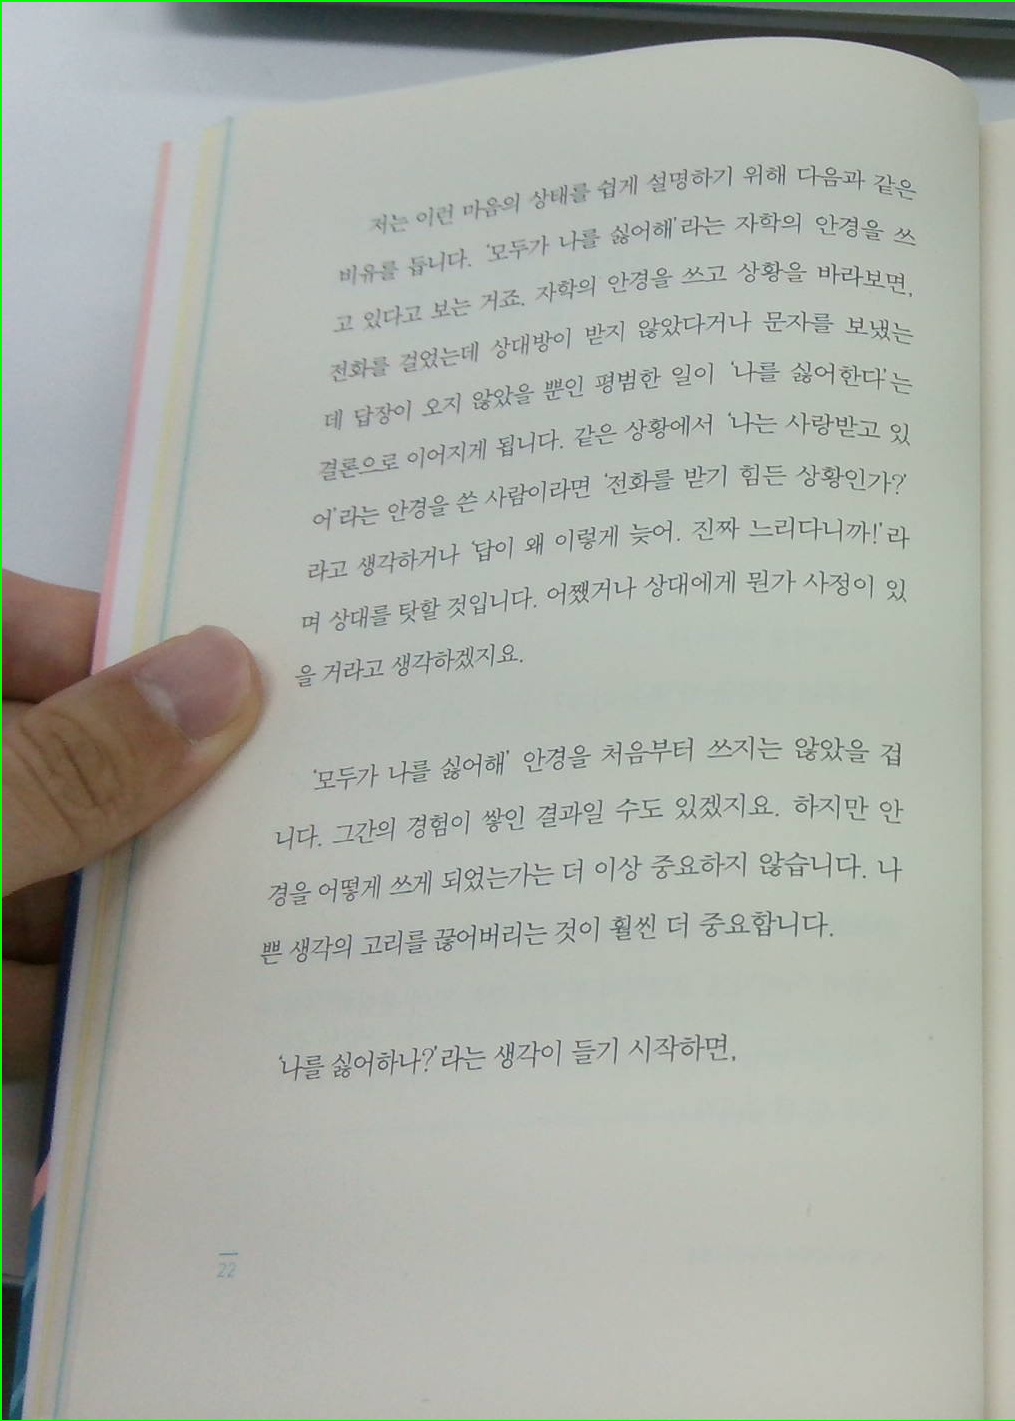 저는 이런 마음의 상태를 쉽게 설명하기 위해 다음과 같은
비유를 듭니다. ‘모두가 나를 싫어해’라는 자학의 안경을 쓰
고 있다고 보는 거죠. 자학의 안경을 쓰고 상황을 바라보면,
전화를 걸었는데 상대방이 받지 않았다거나 문자를 보냈는
데 답장이 오지 않았을 뿐인 평범한 일이 ‘나를 싫어한다’는
결론으로 이어지게 됩니다. 같은 상황에서 ‘나는 사랑받고 있
어’라는 안경을 쓴 사람이라면 ‘전화를 받기 힘든 상황인가?’
라고 생각하거나 ‘답이 왜 이렇게 늦어. 진짜 느리다니까!’라
며 상대를 탓할 것입니다. 어쨌거나 상대에게 뭔가 사정이 있
을 거라고 생각하겠지요.
‘모두가 나를 싫어해’ 안경을 처음부터 쓰지는 않았을 겁
니다. 그간의 경험이 쌓인 결과일 수도 있겠지요. 하지만 안
경을 어떻게 쓰게 되었는가는 더 이상 중요하지 않습니다. 나
쁜 생각의 고리를 끊어버리는 것이 훨씬 더 중요합니다.
‘나를 싫어하나?’라는 생각이 들기 시작하면,
22